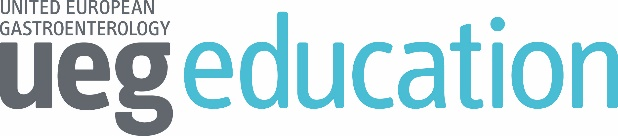 UNITED EUROPEAN
GASTROENTEROLOGY
ueg education